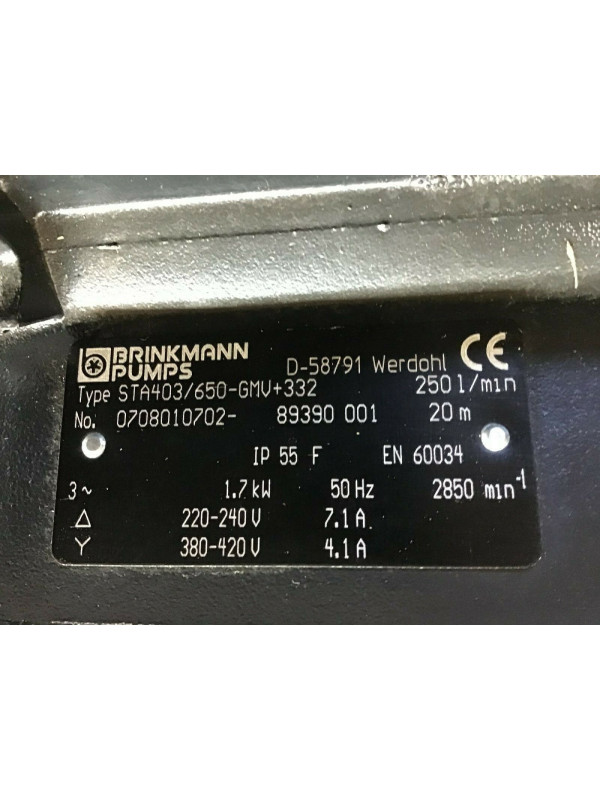 BRINKMANN
PUMPS
D-58791 Werdohl CE
Type STA403/650-GMV+332 250 l/min
No. 0708010702- 89390 001 20 m
IP 55 F EN 60034
3~ 1.7 kW 50 Hz 2850 min⁻¹
Δ 220-240 V 7.1 A
Y 380-420 V 4.1 A